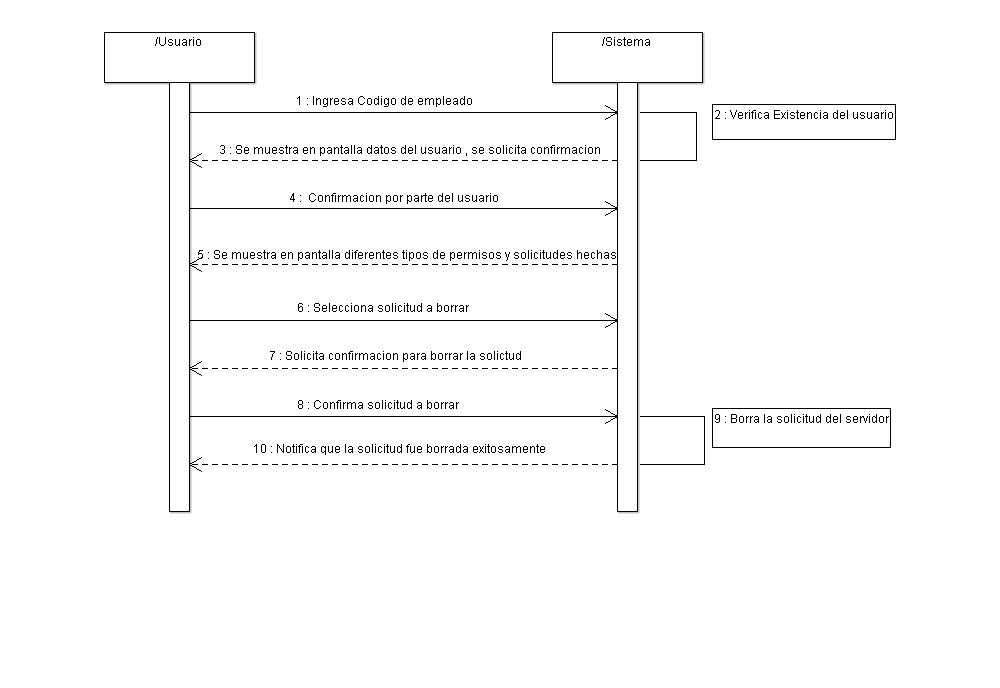 /Usuario
/Sistema
1 : Ingresa Codigo de empleado
2 : Verifica Existencia del usuario
3 : Se muestra en pantalla datos del usuario , se solicita confirmacion
4 : Confirmacion por parte del usuario
5 : Se muestra en pantalla diferentes tipos de permisos y solicitudes hechas
6 : Selecciona solicitud a borrar
7 : Solicita confirmacion para borrar la solictud
8 : Confirma solicitud a borrar
9 : Borra la solicitud del servidor
10 : Notifica que la solicitud fue borrada exitosamente